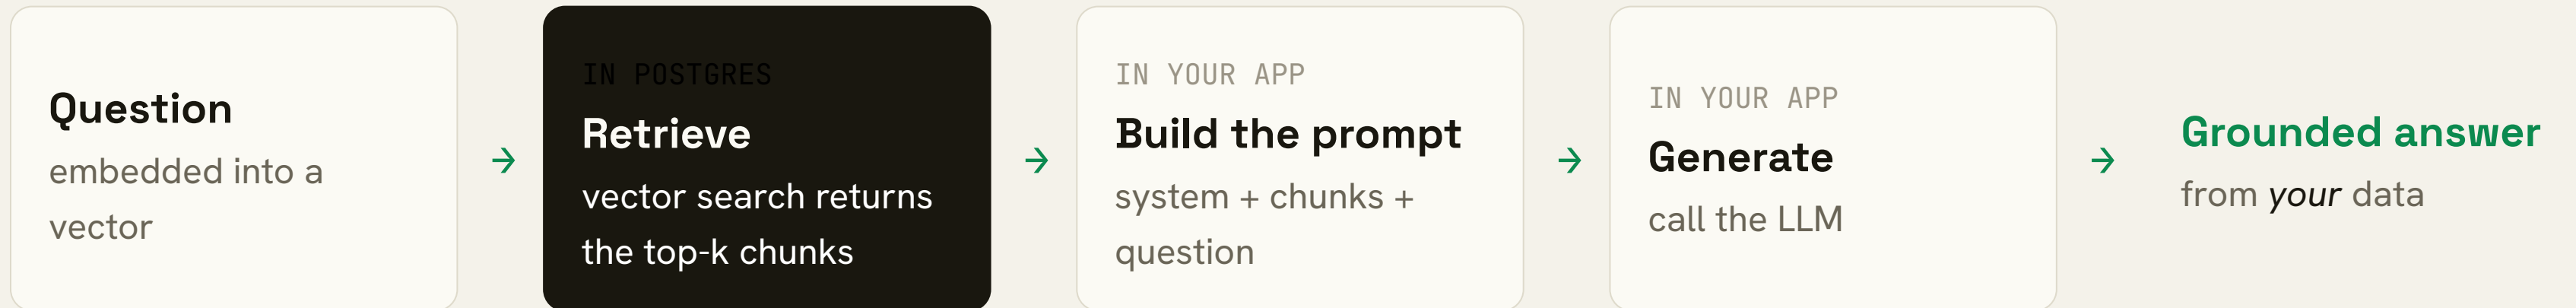 Question
embedded into a
vector
→
IN POSTGRES
Retrieve
vector search returns
the top-k chunks
→
IN YOUR APP
Build the prompt
system + chunks +
question
→
IN YOUR APP
Generate
call the LLM
→
Grounded answer
from your data